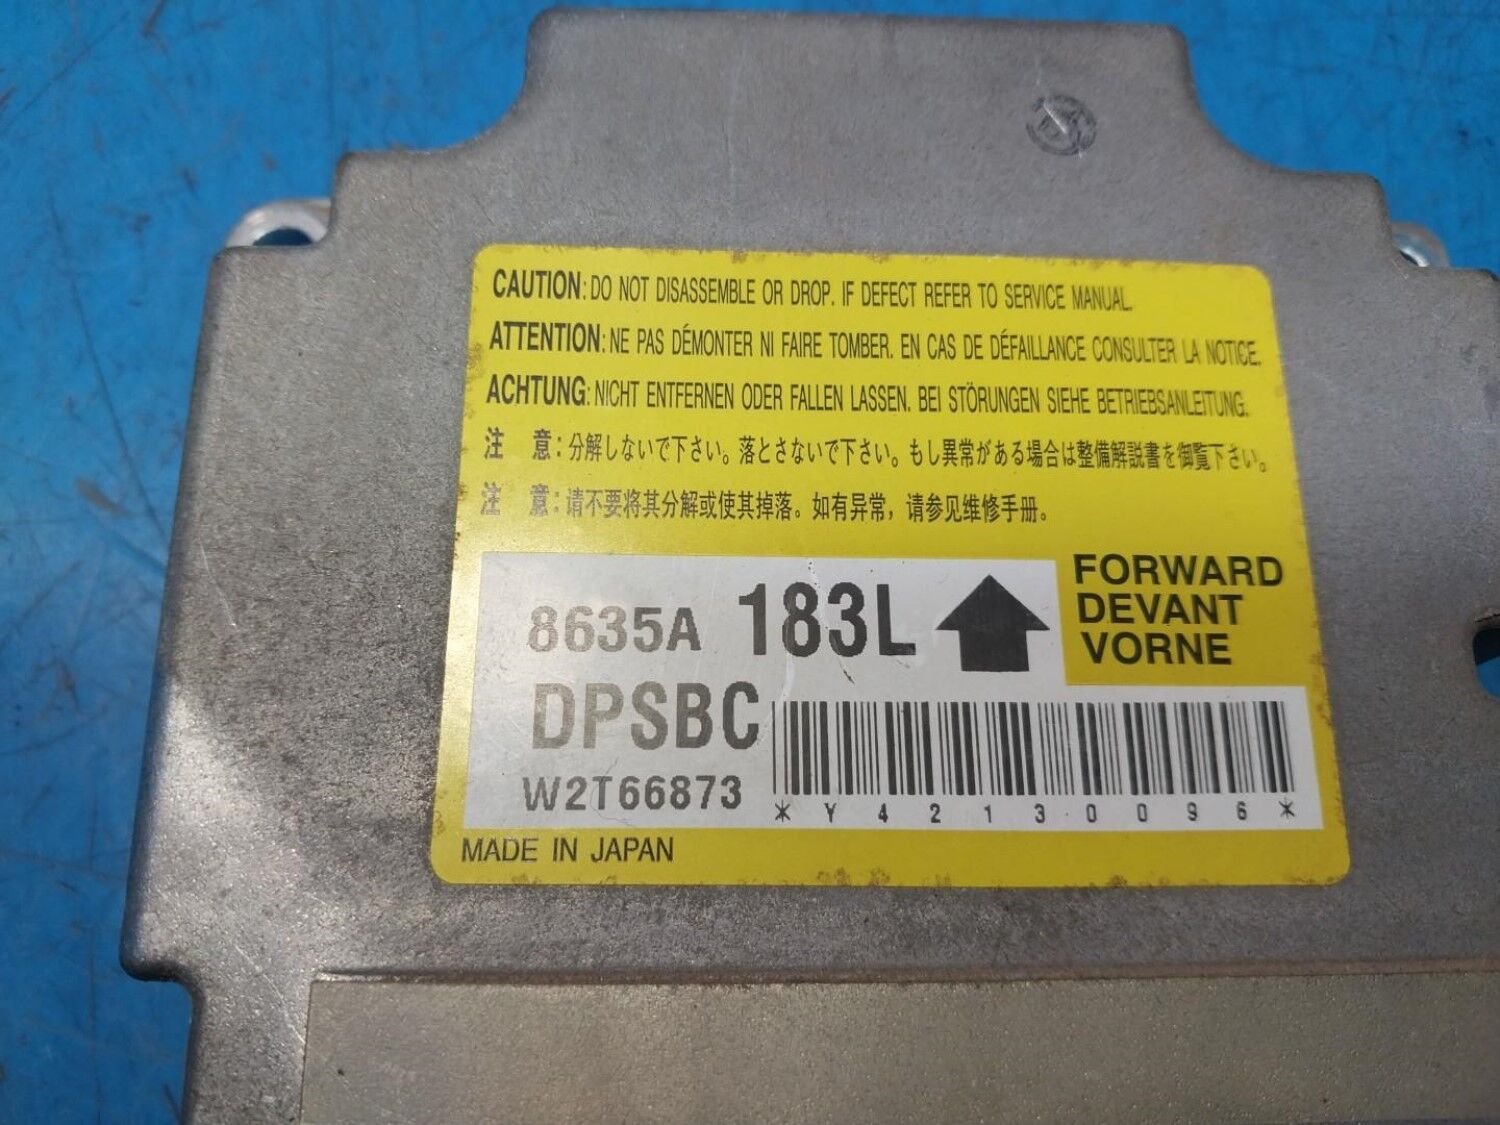 CAUTION: DO NOT DISASSEMBLE OR DROP. IF DEFECT REFER TO SERVICE MANUAL.
ATTENTION: NE PAS DÉMONTER NI FAIRE TOMBER. EN CAS DE DÉFAILLANCE CONSULTER LA NOTICE.
ACHTUNG: NICHT ENTFERNEN ODER FALLEN LASSEN. BEI STÖRUNGEN SIEHE BETRIEBSANLEITUNG.
注 意: 分解しないで下さい。落とさないで下さい。もし異常がある場合は整備解説書を御覧下さい。
注 意: 请不要将其分解或使其掉落。如有异常, 请参见维修手册。
8635A 183L
FORWARD
DEVANT
VORNE
DPSBC
W2T66873
*Y42130096*
MADE IN JAPAN